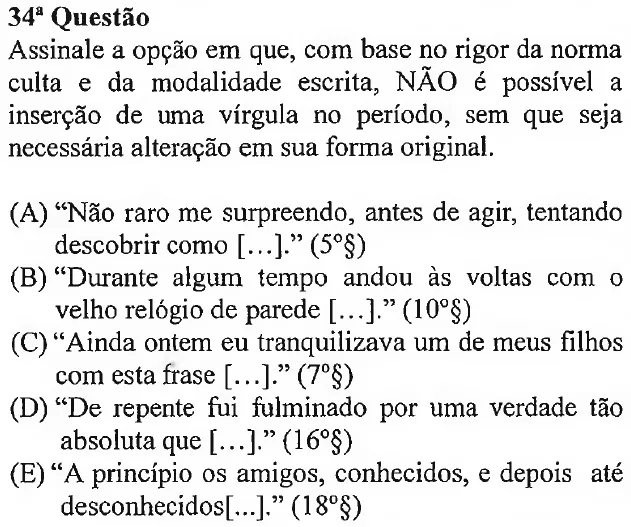 34ª Questão
Assinale a opção em que, com base no rigor da norma
culta e da modalidade escrita, NÃO é possível a
inserção de uma vírgula no período, sem que seja
necessária alteração em sua forma original.
(A) “Não raro me surpreendo, antes de agir, tentando
descobrir como [...].” (5º§)
(B) “Durante algum tempo andou às voltas com o
velho relógio de parede [...].” (10º§)
(C) “Ainda ontem eu tranquilizava um de meus filhos
com esta frase [...].” (7º§)
(D) “De repente fui fulminado por uma verdade tão
absoluta que [...].” (16º§)
(E) “A princípio os amigos, conhecidos, e depois até
desconhecidos[...].” (18º§)